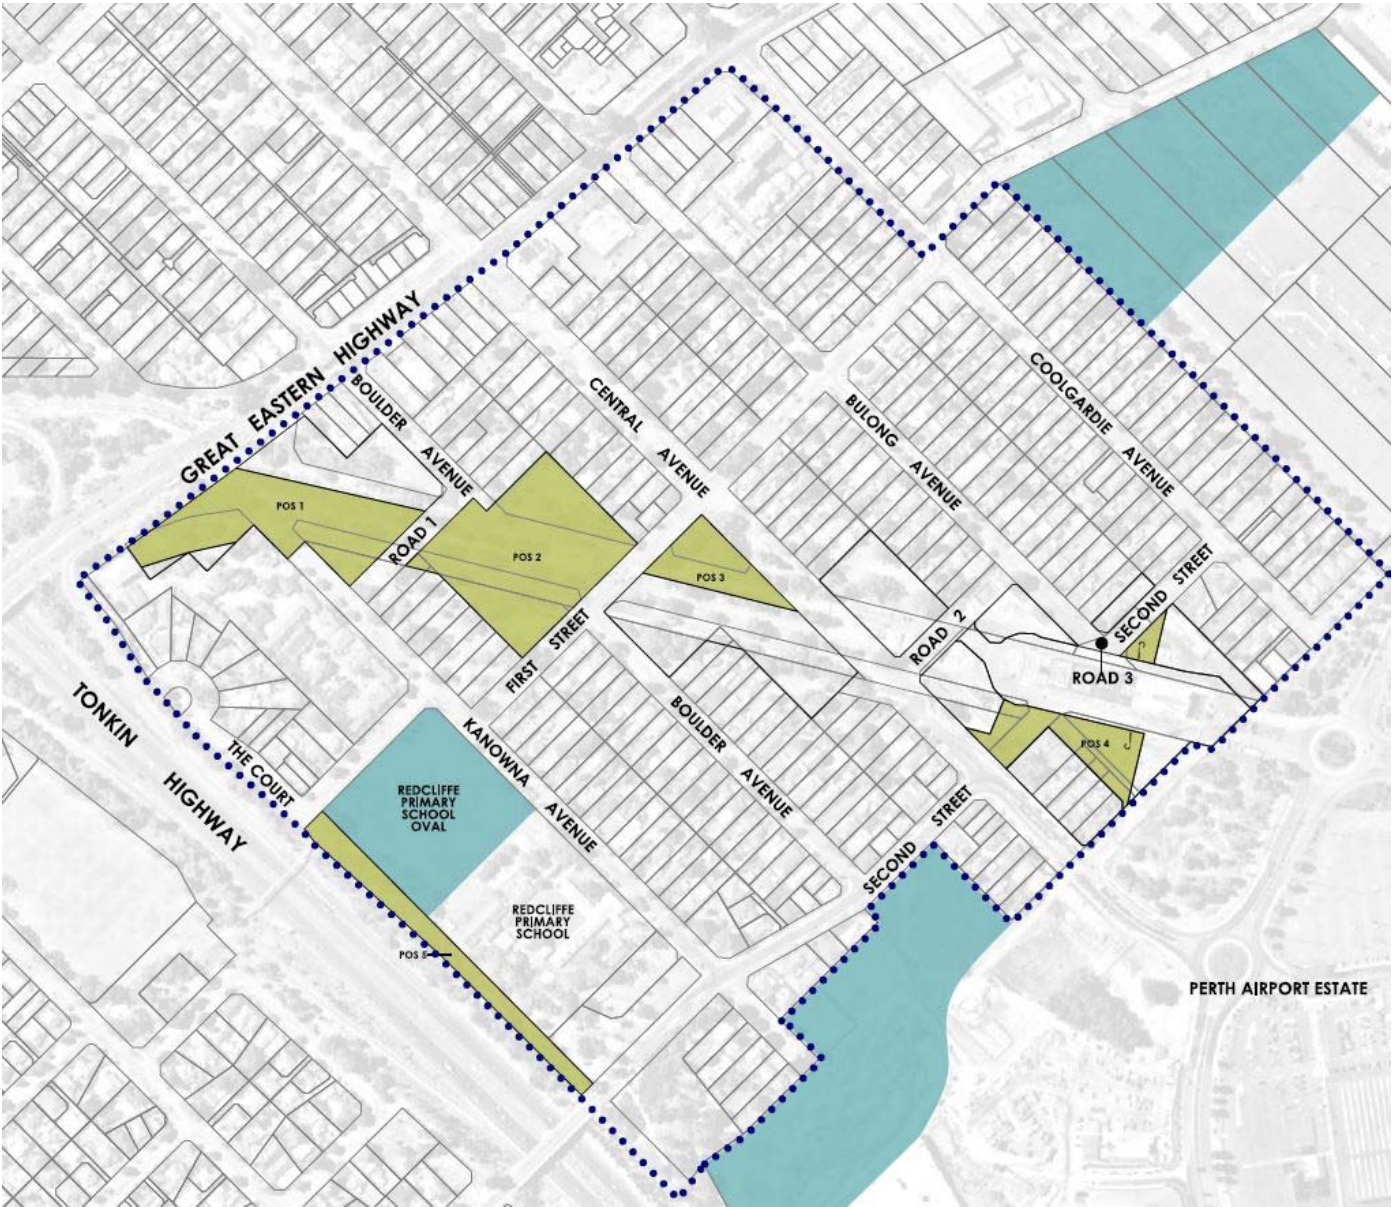 GREAT EASTERN HIGHWAY
BOULDER AVENUE
CENTRAL AVENUE
COOLGARDIE AVENUE
BULONG AVENUE
POS 1
ROAD 1
POS 2
POS 3
SECOND STREET
ROAD 2
FIRST STREET
ROAD 3
TONKIN HIGHWAY
THE COURT
KANOWNA AVENUE
BOULDER AVENUE
POS 4
REDCLIFFE
PRIMARY
SCHOOL
OVAL
SECOND STREET
REDCLIFFE
PRIMARY
SCHOOL
POS 5
PERTH AIRPORT ESTATE